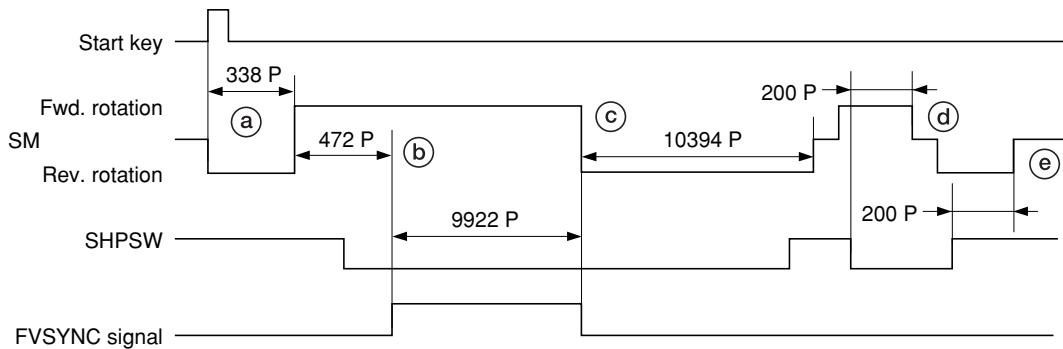 Start key
338 P
Fwd. rotation
200 P
ⓐ
ⓒ
ⓓ
SM
472 P
ⓑ
10394 P
ⓔ
Rev. rotation
200 P
9922 P
SHPSW
FVSYNC signal